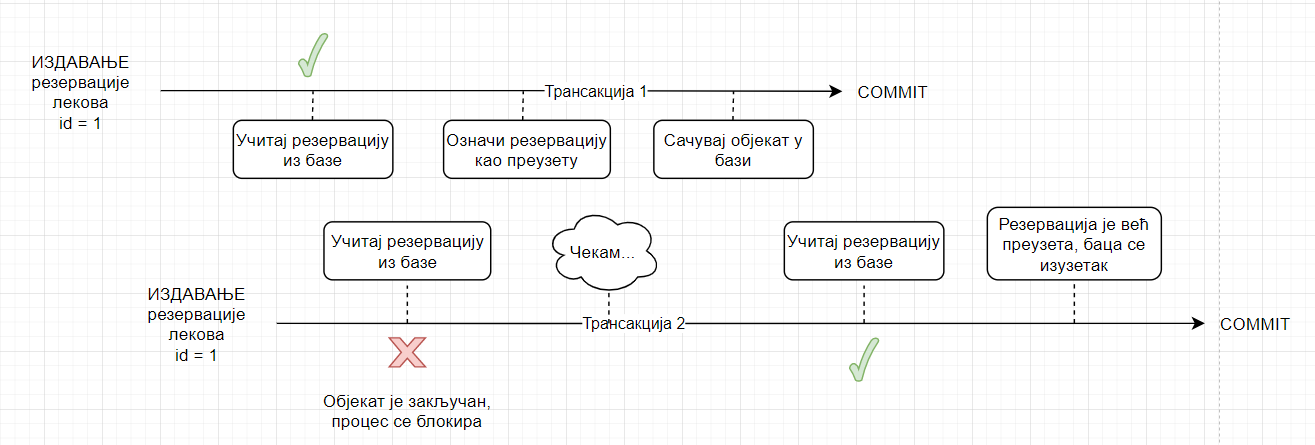 ИЗДАВАЊЕ
резервације
лекова
id = 1
Трансакција 1
COMMIT
Учитај резервацију
из базе
Означи резервацију
као преузету
Сачувај објекат у
бази
Учитај резервацију
из базе
Чекам...
Учитај резервацију
из базе
Резервација је већ
преузета, баца се
изузетак
ИЗДАВАЊЕ
резервације
лекова
id = 1
Трансакција 2
COMMIT
Објекат је закључан,
процес се блокира